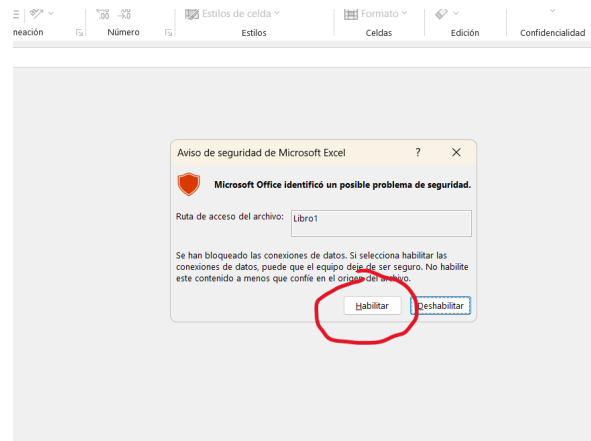 Estilos de celda
Formato
neación
Número
Estilos
Celdas
Edición
Confidencialidad
Aviso de seguridad de Microsoft Excel
?
Microsoft Office identificó un posible problema de seguridad.
Ruta de acceso del archivo: Libro1
Se han bloqueado las conexiones de datos. Si selecciona habilitar las
conexiones de datos, puede que el equipo deje de ser seguro. No habilite
este contenido a menos que confíe en el origen del archivo.
Habilitar
Deshabilitar